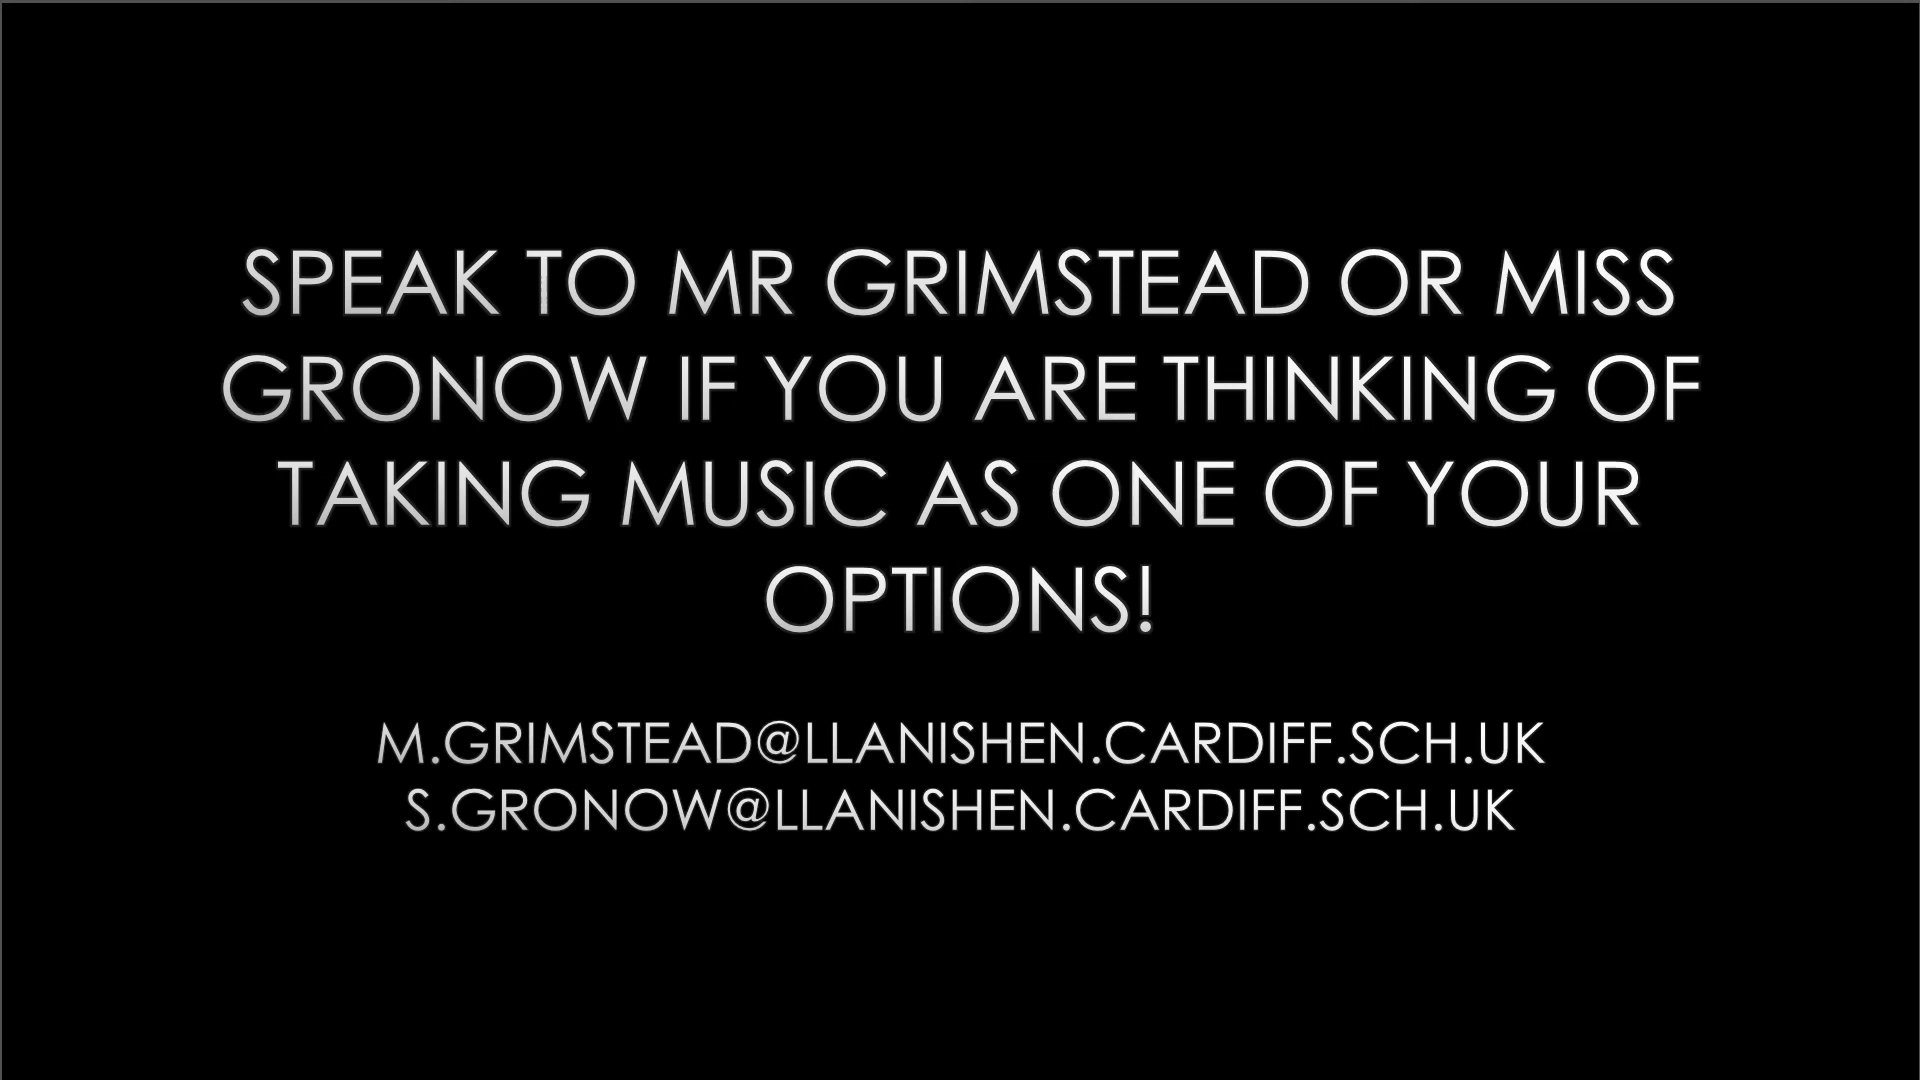 SPEAK TO MR GRIMSTEAD OR MISS
GRONOW IF YOU ARE THINKING OF
TAKING MUSIC AS ONE OF YOUR
OPTIONS!
M.GRIMSTEAD@LLANISHEN.CARDIFF.SCH.UK
S.GRONOW@LLANISHEN.CARDIFF.SCH.UK